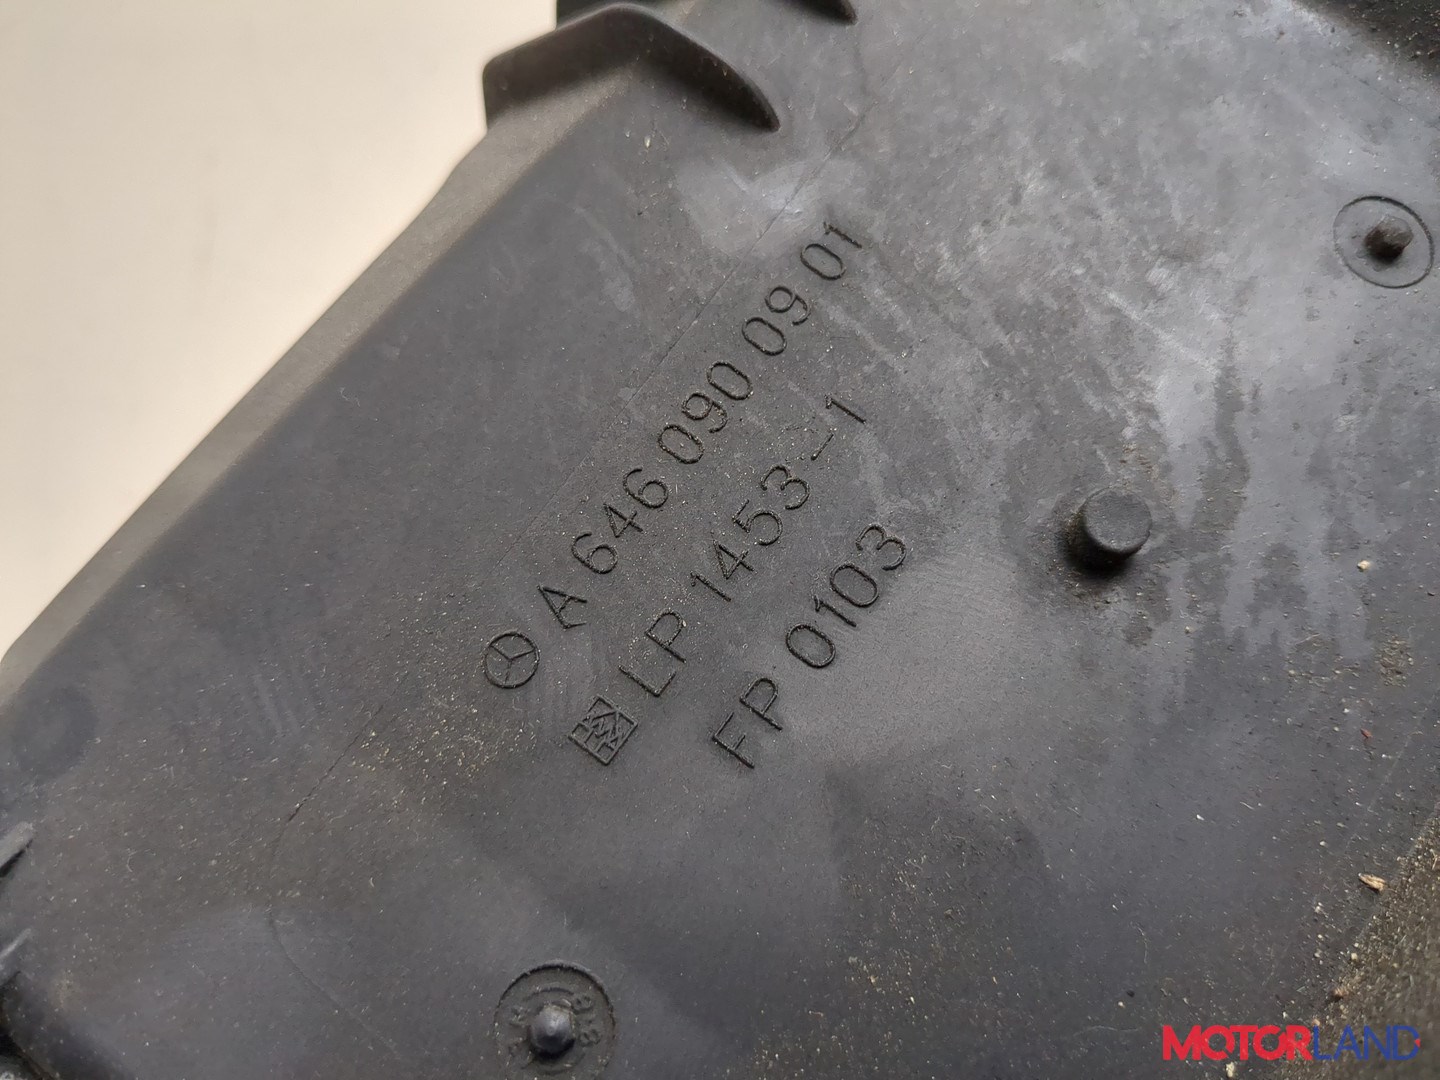 A 646 090 09 01
LP 1453-1
FP 0103
MOTORLAND